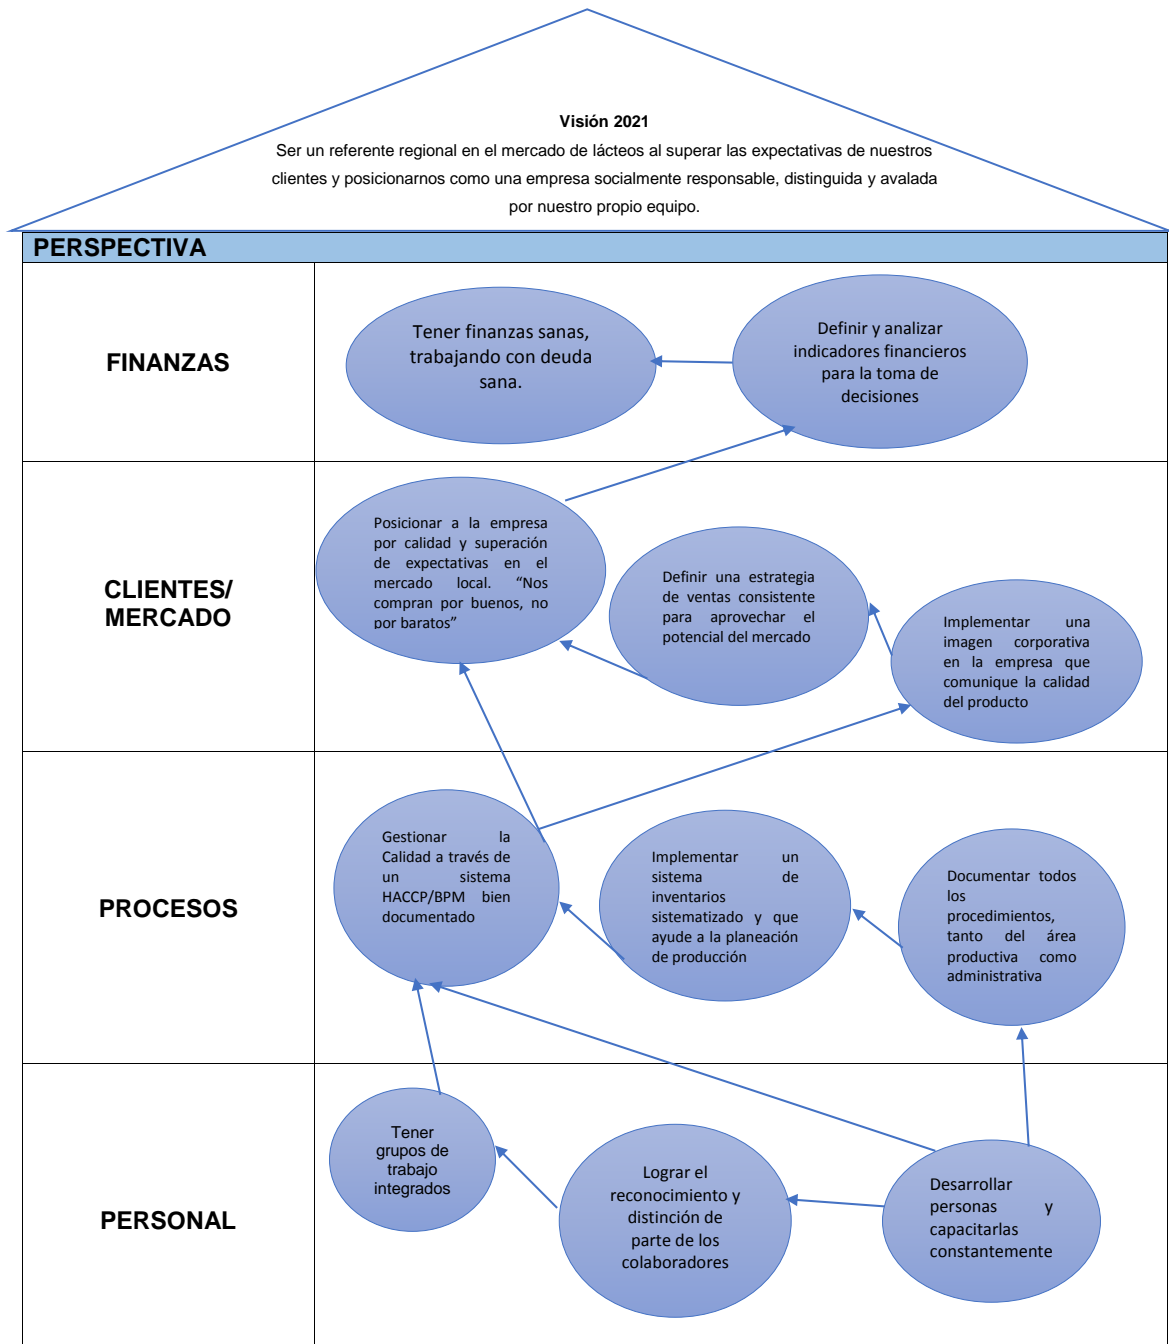 Visión 2021
Ser un referente regional en el mercado de lácteos al superar las expectativas de nuestros
clientes y posicionarnos como una empresa socialmente responsable, distinguida y avalada
por nuestro propio equipo.
PERSPECTIVA
FINANZAS
Tener finanzas sanas,
trabajando con deuda
sana.
Definir y analizar
indicadores financieros
para la toma de
decisiones
CLIENTES/
MERCADO
Posicionar a la empresa
por calidad y superación
de expectativas en el
mercado local. “Nos
compran por buenos, no
por baratos”
Definir una estrategia
de ventas consistente
para aprovechar el
potencial del mercado
Implementar una
imagen corporativa
en la empresa que
comunique la calidad
del producto
PROCESOS
Gestionar la
Calidad a través de
un sistema
HACCP/BPM bien
documentado
Implementar un
sistema de
inventarios
sistematizado y que
ayude a la planeación
de producción
Documentar todos
los
procedimientos,
tanto del área
productiva como
administrativa
PERSONAL
Tener
grupos de
trabajo
integrados
Lograr el
reconocimiento y
distinción de
parte de los
colaboradores
Desarrollar
personas y
capacitarlas
constantemente